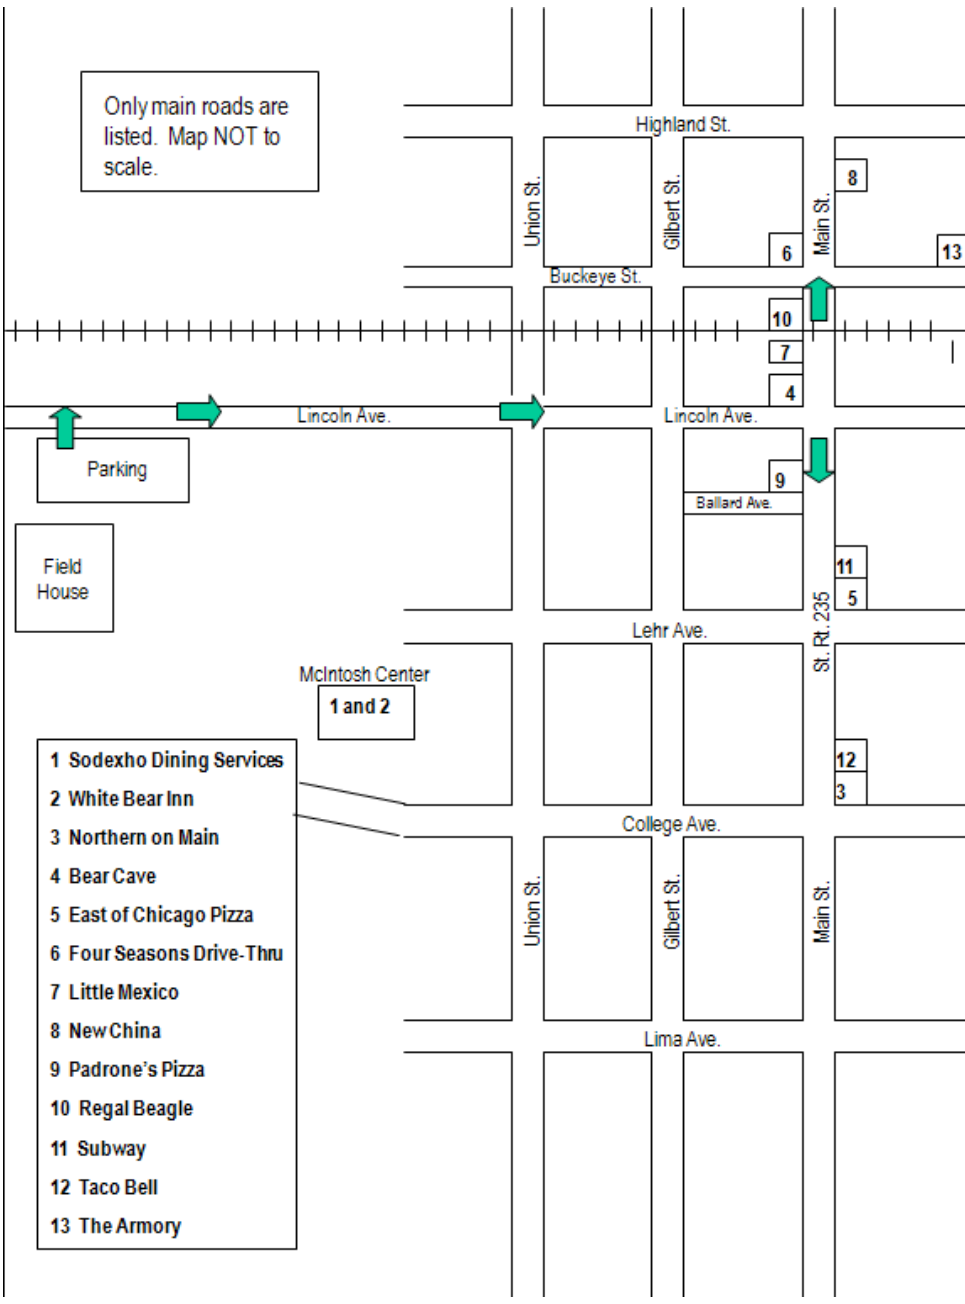 Only main roads are
listed. Map NOT to
scale.
Highland St.
Union St.
Gilbert St.
Main St.
8
6
13
Buckeye St.
10
7
4
Lincoln Ave.
Lincoln Ave.
Parking
9
Ballard Ave.
Field
House
11
5
St. Rt. 235
Lehr Ave.
McIntosh Center
1 and 2
12
3
1 Sodexho Dining Services
2 White Bear Inn
3 Northern on Main
4 Bear Cave
5 East of Chicago Pizza
6 Four Seasons Drive-Thru
7 Little Mexico
8 New China
9 Padrone's Pizza
10 Regal Beagle
11 Subway
12 Taco Bell
13 The Armory
College Ave.
Union St.
Gilbert St.
Main St.
Lima Ave.